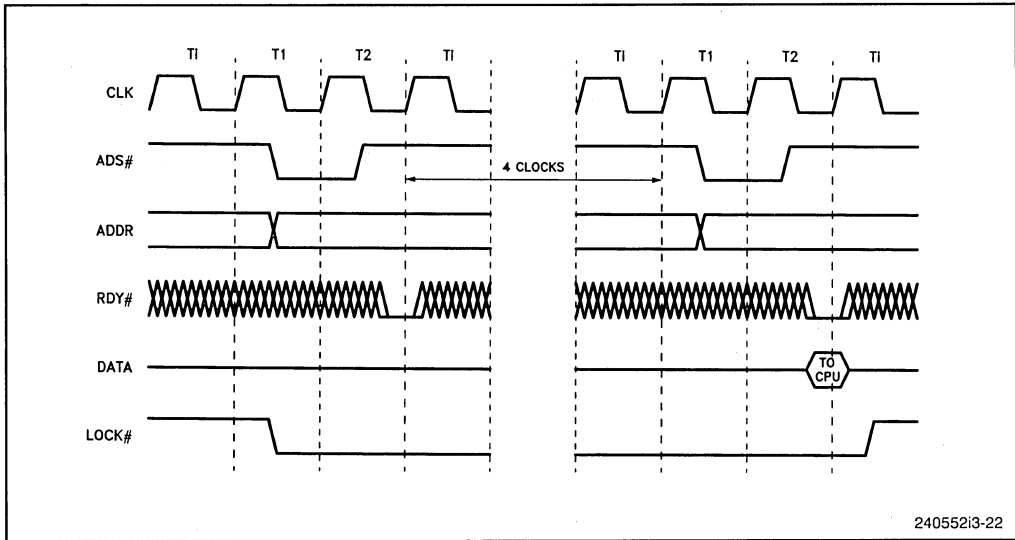 Ti T1 T2 Ti Ti T1 T2 Ti
CLK
ADS#
4 CLOCKS
ADDR
RDY#
DATA
TO
CPU
LOCK#
240552i3-22